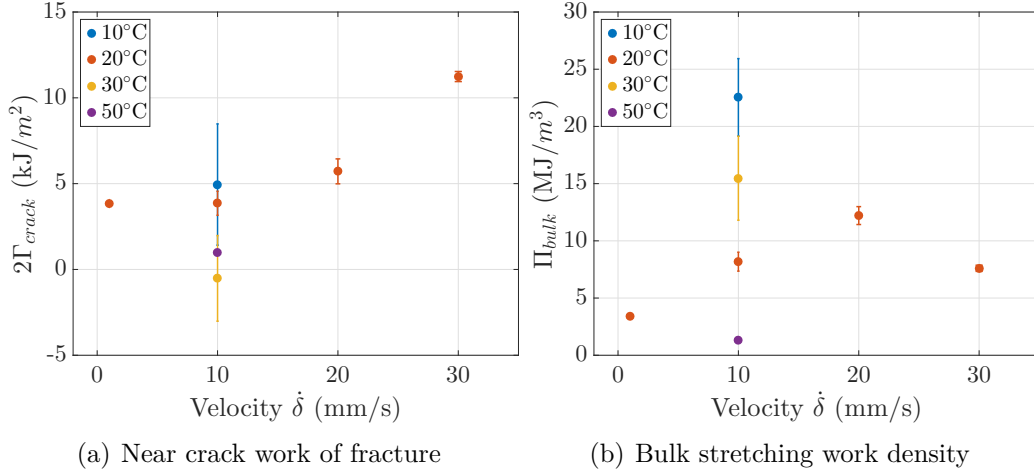 15
10
5
0
-5
2Γcrack (kJ/m²)
10°C
20°C
30°C
50°C
0 10 20 30
Velocity δ̇ (mm/s)
(a) Near crack work of fracture
30
25
20
15
10
5
0
Πbulk (MJ/m³)
10°C
20°C
30°C
50°C
0 10 20 30
Velocity δ̇ (mm/s)
(b) Bulk stretching work density